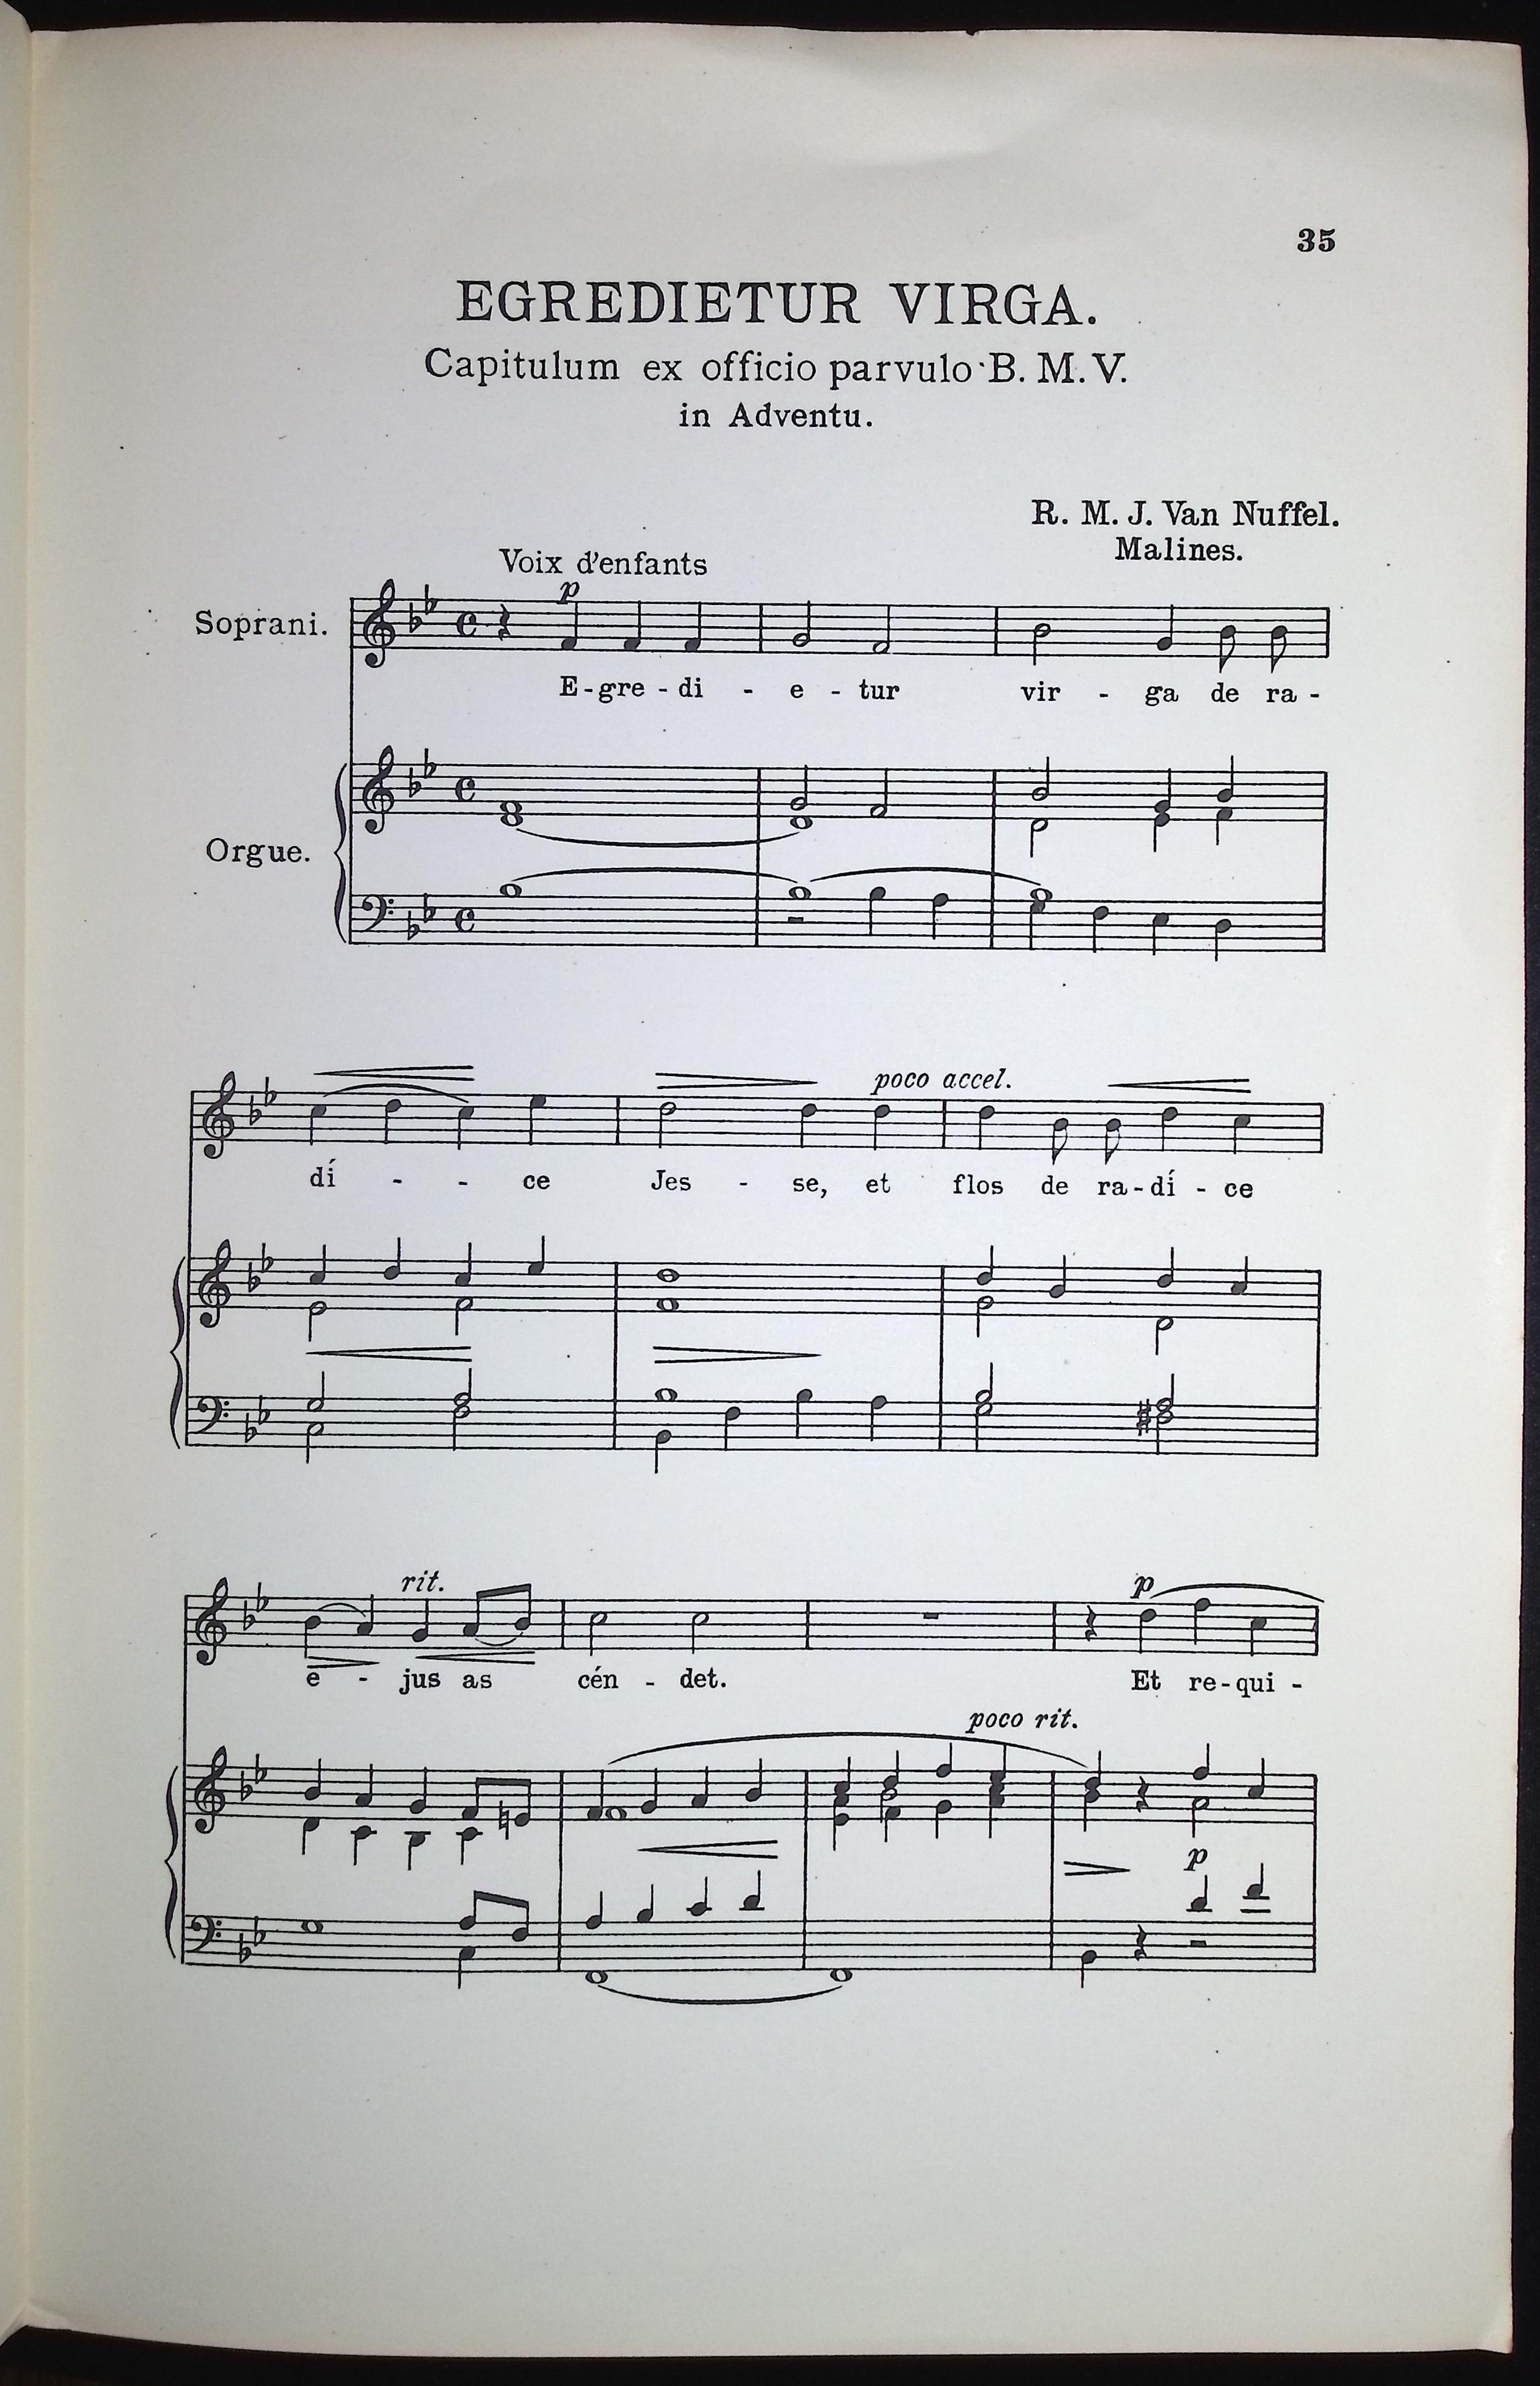 35
EGREDIETUR VIRGA.
Capitulum ex officio parvulo B. M. V.
in Adventu.
R. M. J. Van Nuffel.
Malines.
Voix d'enfants
p
Soprani.
E - gre - di - e - tur vir - ga de ra -
Orgue.
poco accel.
dí - - ce Jes - se, et flos de ra - dí - ce
rit.
p
e - jus as cén - det. Et re - qui -
poco rit.
p